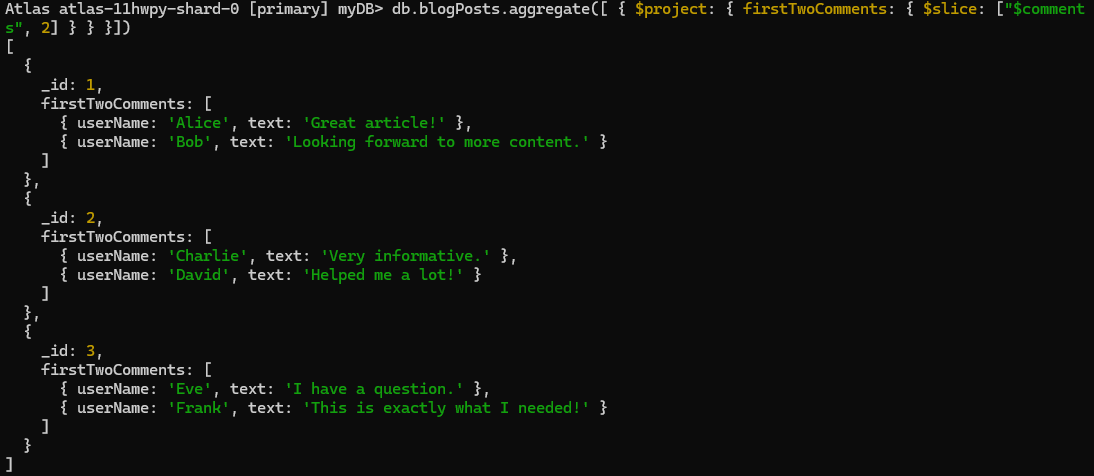 Atlas atlas-11hwpy-shard-0 [primary] myDB> db.blogPosts.aggregate([ { $project: { firstTwoComments: { $slice: ["$comment
s", 2] } } }])
[
  {
    _id: 1,
    firstTwoComments: [
      { userName: 'Alice', text: 'Great article!' },
      { userName: 'Bob', text: 'Looking forward to more content.' }
    ]
  },
  {
    _id: 2,
    firstTwoComments: [
      { userName: 'Charlie', text: 'Very informative.' },
      { userName: 'David', text: 'Helped me a lot!' }
    ]
  },
  {
    _id: 3,
    firstTwoComments: [
      { userName: 'Eve', text: 'I have a question.' },
      { userName: 'Frank', text: 'This is exactly what I needed!' }
    ]
  }
]